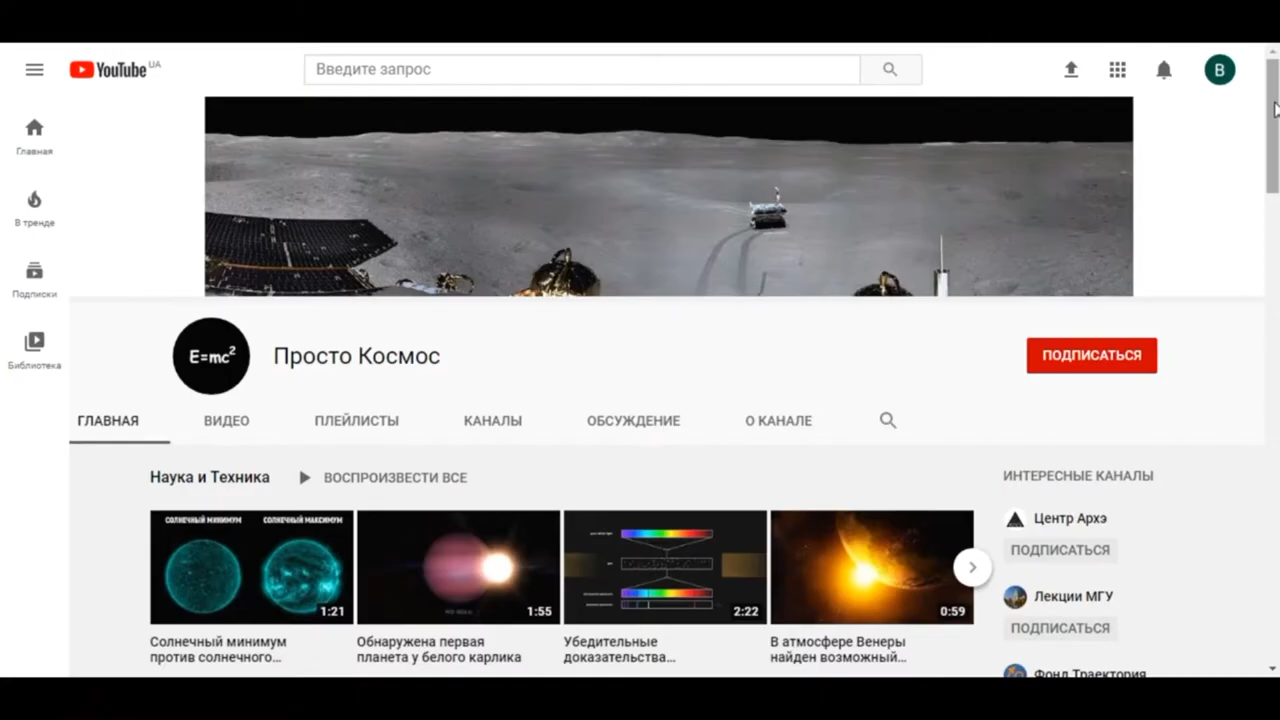 YouTube UA
Введите запрос
B
Главная
В тренде
Подписки
Библиотека
E=mc²
Просто Космос
ПОДПИСАТЬСЯ
ГЛАВНАЯ
ВИДЕО
ПЛЕЙЛИСТЫ
КАНАЛЫ
ОБСУЖДЕНИЕ
О КАНАЛЕ
Наука и Техника
ВОСПРОИЗВЕСТИ ВСЕ
СОЛНЕЧНЫЙ МИНИМУМ
СОЛНЕЧНЫЙ МАКСИМУМ
1:21
Солнечный минимум
против солнечного...
1:55
Обнаружена первая
планета у белого карлика
2:22
Убедительные
доказательства...
0:59
В атмосфере Венеры
найден возможный...
ИНТЕРЕСНЫЕ КАНАЛЫ
Центр Архэ
ПОДПИСАТЬСЯ
Лекции МГУ
ПОДПИСАТЬСЯ
Фонд Траектория